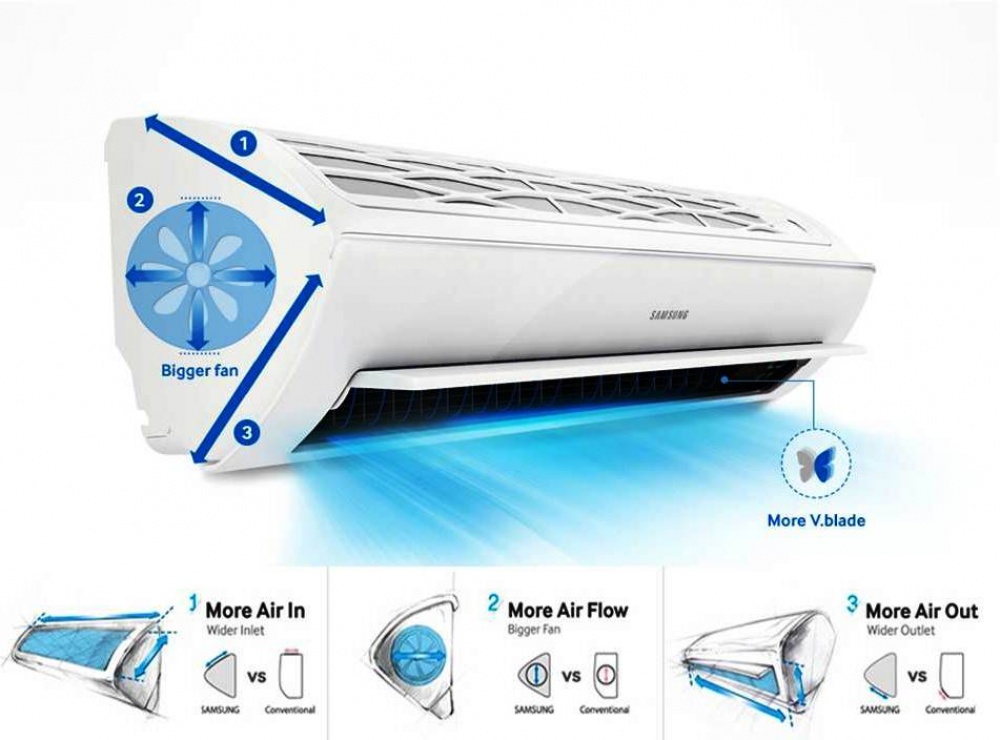 1
2
Bigger fan
3
SAMSUNG
More V.blade
1 More Air In
Wider Inlet
vs
SAMSUNG
Conventional
2 More Air Flow
Bigger Fan
vs
SAMSUNG
Conventional
3 More Air Out
Wider Outlet
vs
SAMSUNG
Conventional